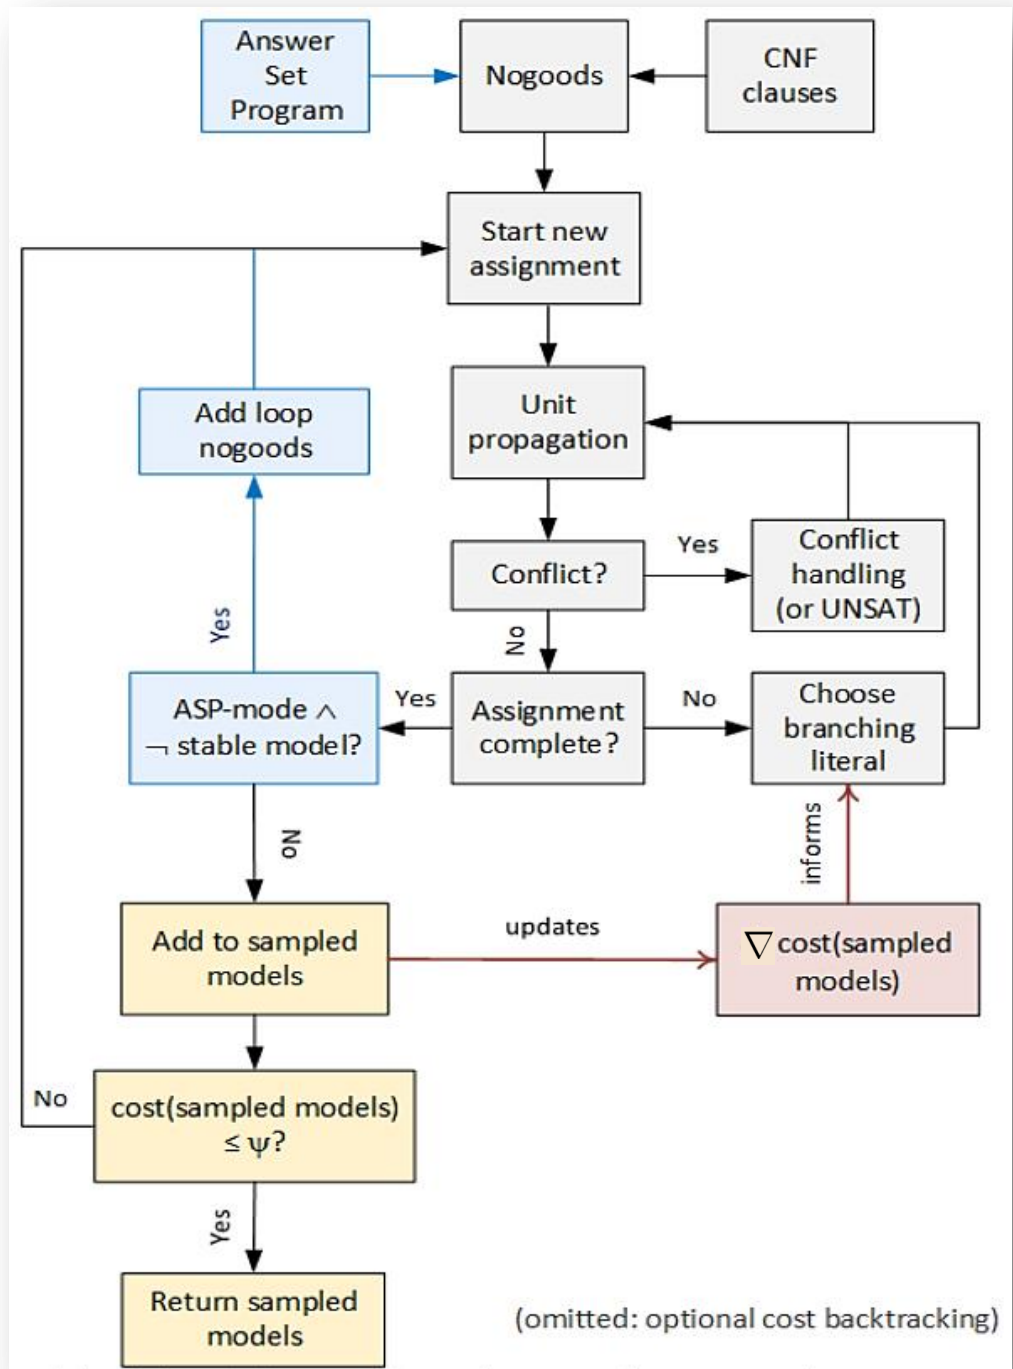 Answer
Set
Program
Nogoods
CNF
clauses
Start new
assignment
Add loop
nogoods
Unit
propagation
Conflict?
Yes
Conflict
handling
(or UNSAT)
Yes
No
ASP-mode ∧
¬ stable model?
Yes
Assignment
complete?
No
Choose
branching
literal
No
informs
Add to sampled
models
updates
∇ cost(sampled
models)
No
cost(sampled models)
≤ ψ?
Yes
Return sampled
models
(omitted: optional cost backtracking)